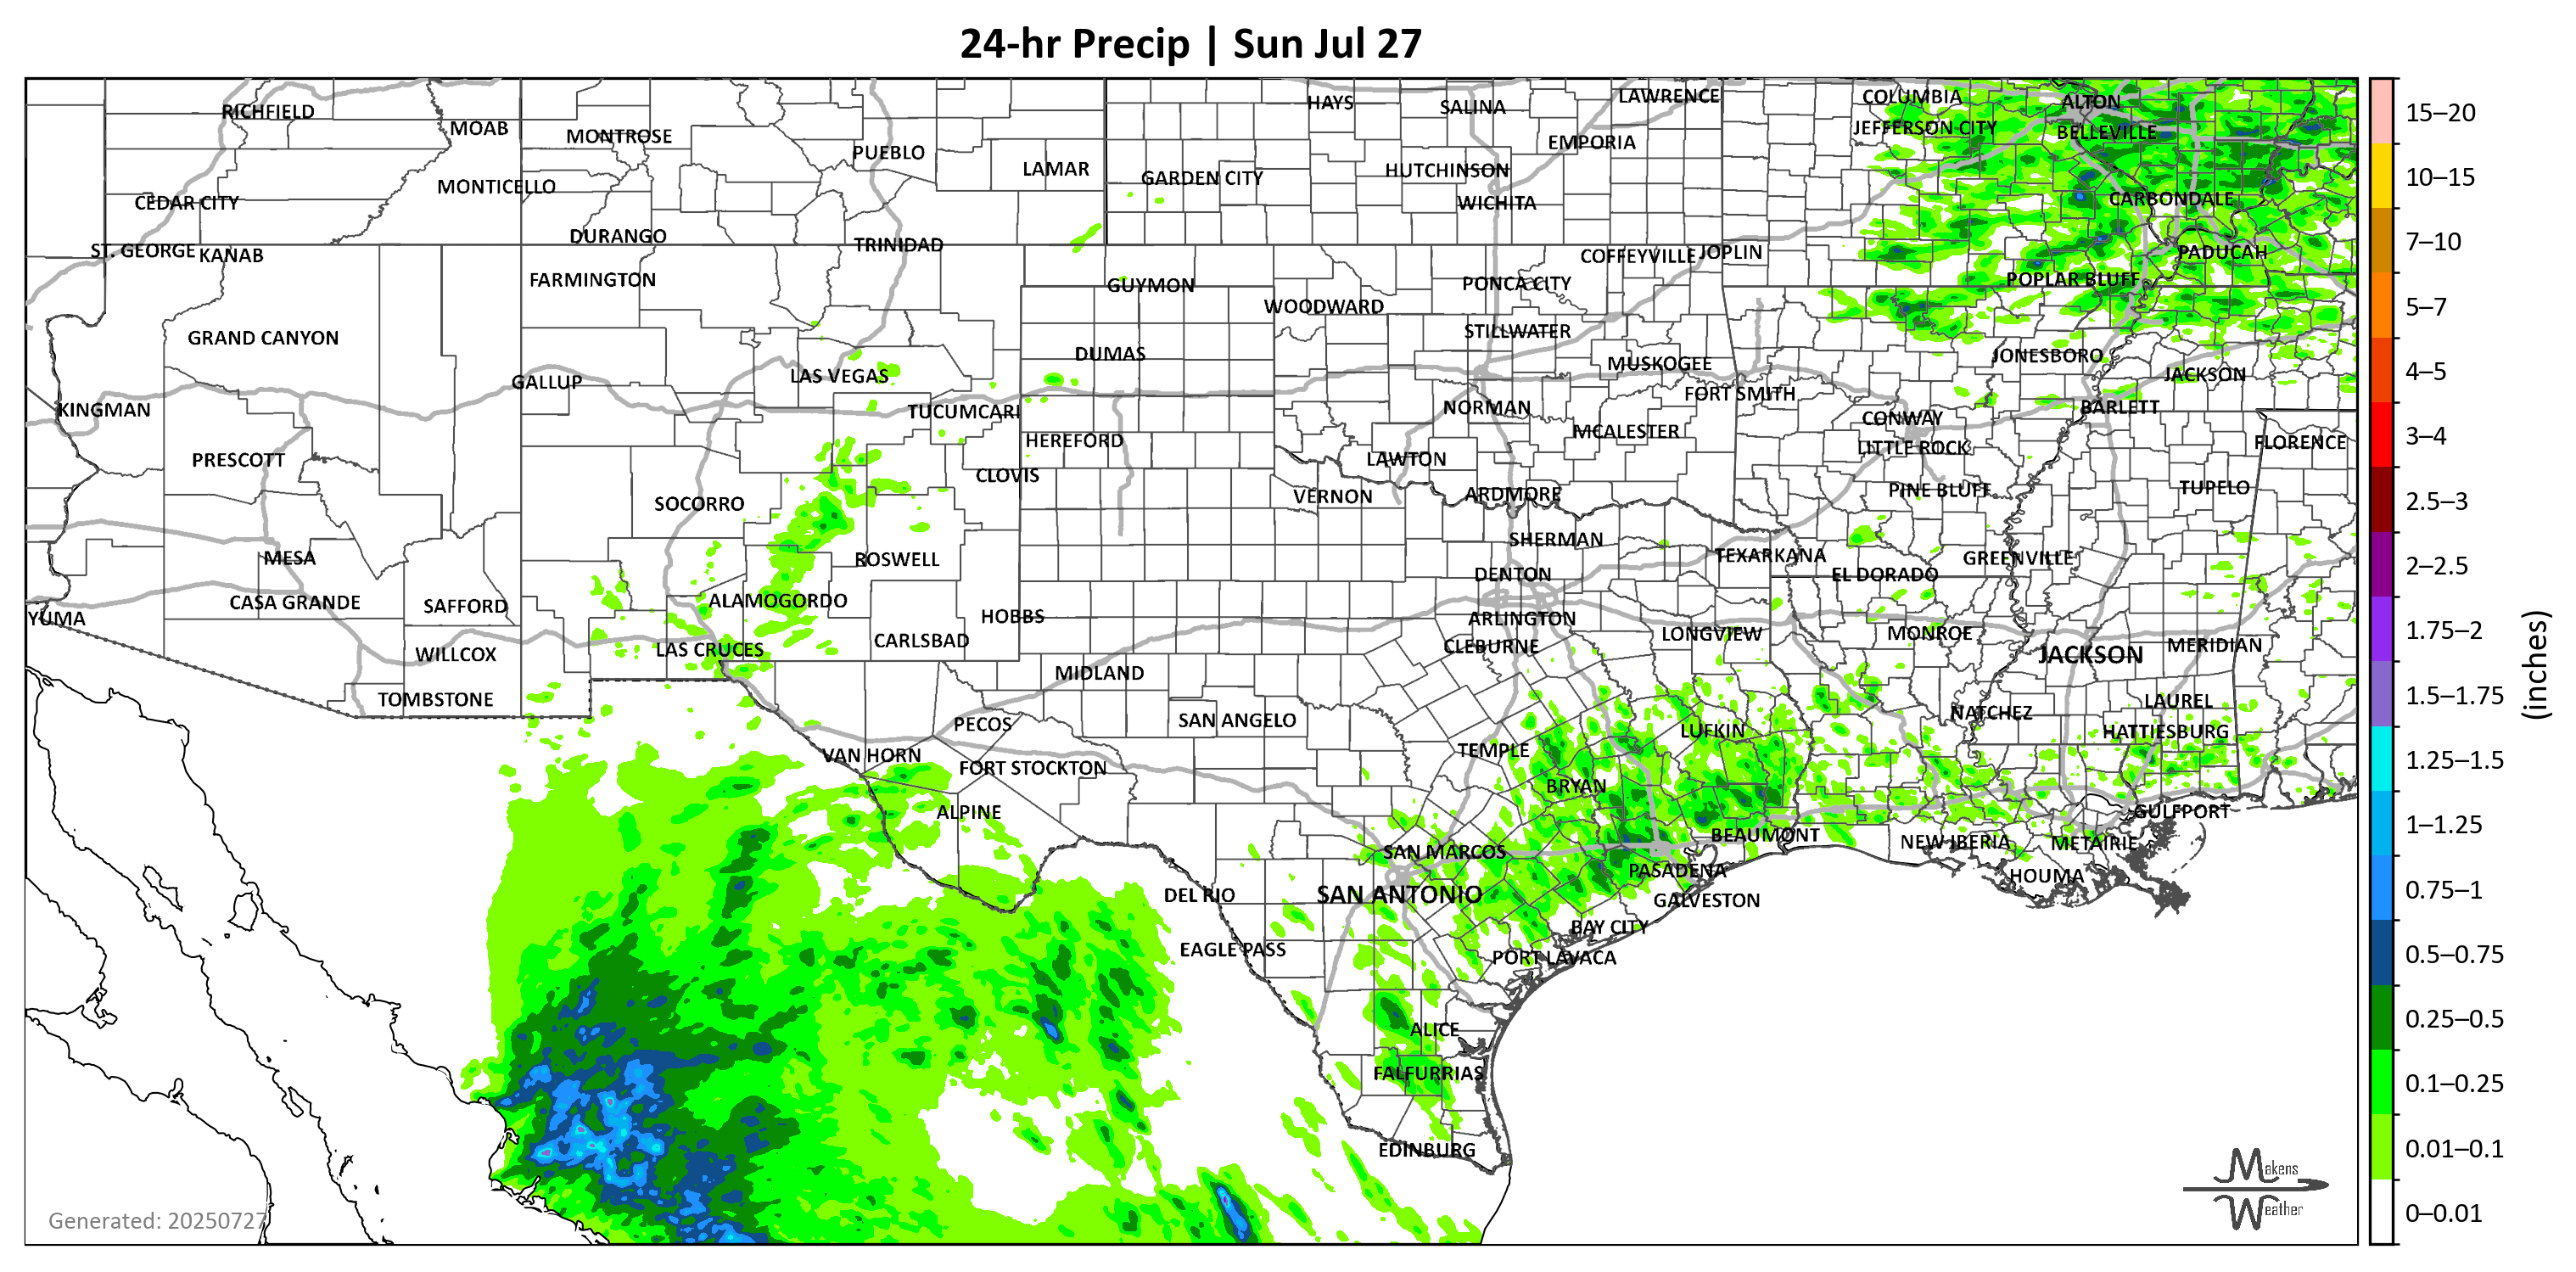 24-hr Precip | Sun Jul 27
RICHFIELD
MOAB
MONTROSE
PUEBLO
LAMAR
HAYS
SALINA
LAWRENCE
COLUMBIA
ALTON
JEFFERSON CITY
BELLEVILLE
EMPORIA
GARDEN CITY
HUTCHINSON
WICHITA
MONTICELLO
CEDAR CITY
CARBONDALE
DURANGO
TRINIDAD
ST. GEORGE
KANAB
COFFEYVILLE
JOPLIN
PADUCAH
FARMINGTON
GUYMON
PONCA CITY
POPLAR BLUFF
WOODWARD
GRAND CANYON
STILLWATER
DUMAS
MUSKOGEE
JONESBORO
GALLUP
LAS VEGAS
JACKSON
FORT SMITH
KINGMAN
TUCUMCARI
NORMAN
BARLETT
CONWAY
HEREFORD
MCALESTER
LITTLE ROCK
FLORENCE
PRESCOTT
CLOVIS
LAWTON
SOCORRO
VERNON
ARDMORE
PINE BLUFF
TUPELO
MESA
ROSWELL
SHERMAN
TEXARKANA
GREENVILLE
DENTON
EL DORADO
CASA GRANDE
SAFFORD
ALAMOGORDO
HOBBS
ARLINGTON
YUMA
CARLSBAD
LONGVIEW
MONROE
WILLCOX
LAS CRUCES
CLEBURNE
JACKSON
MERIDIAN
MIDLAND
TOMBSTONE
LAUREL
PECOS
SAN ANGELO
NATCHEZ
LUFKIN
HATTIESBURG
VAN HORN
FORT STOCKTON
TEMPLE
BRYAN
ALPINE
GULFPORT
BEAUMONT
NEW IBERIA
METAIRIE
SAN MARCOS
PASADENA
HOUMA
DEL RIO
SAN ANTONIO
GALVESTON
BAY CITY
EAGLE PASS
PORT LAVACA
ALICE
FALFURRIAS
EDINBURG
Makens
Weather
Generated: 20250727
15–20
10–15
7–10
5–7
4–5
3–4
2.5–3
2–2.5
1.75–2
1.5–1.75
1.25–1.5
1–1.25
0.75–1
0.5–0.75
0.25–0.5
0.1–0.25
0.01–0.1
0–0.01
(inches)